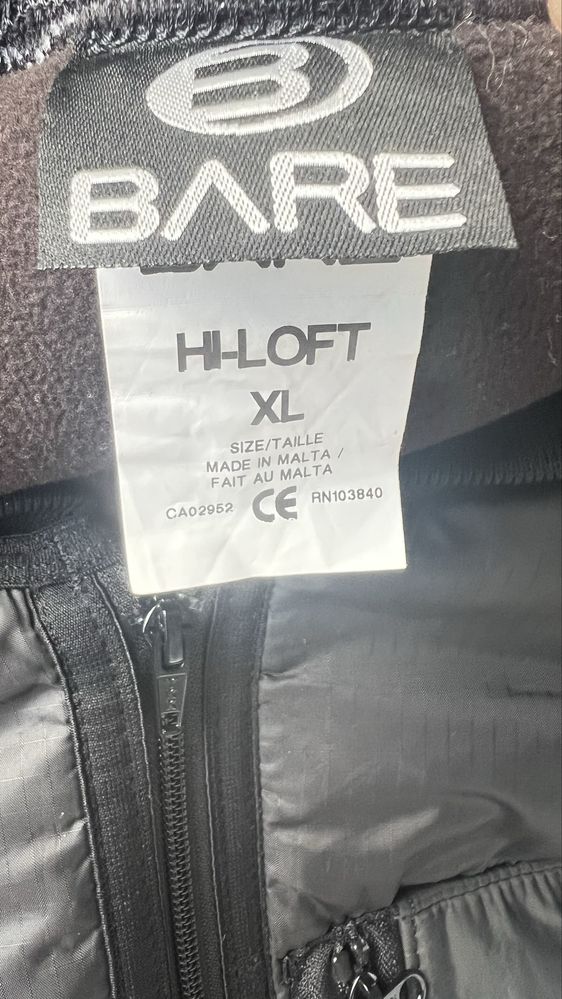 B
BARE
HI-LOFT
XL
SIZE/TAILLE
MADE IN MALTA /
FAIT AU MALTA
CA02952 CE RN103840